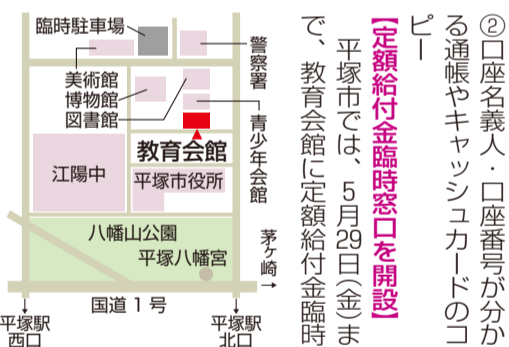 ②口座名義人・口座番号が分か
る通帳やキャッシュカードのコ
ピー
【定額給付金臨時窓口を開設】
　平塚市では、5月29日(金)ま
で、教育会館に定額給付金臨時
臨時駐車場
警察署
美術館
博物館
図書館
青少年会館
教育会館
江陽中
平塚市役所
八幡山公園
平塚八幡宮
茅ケ崎
国道1号
平塚駅
西口
平塚駅
北口